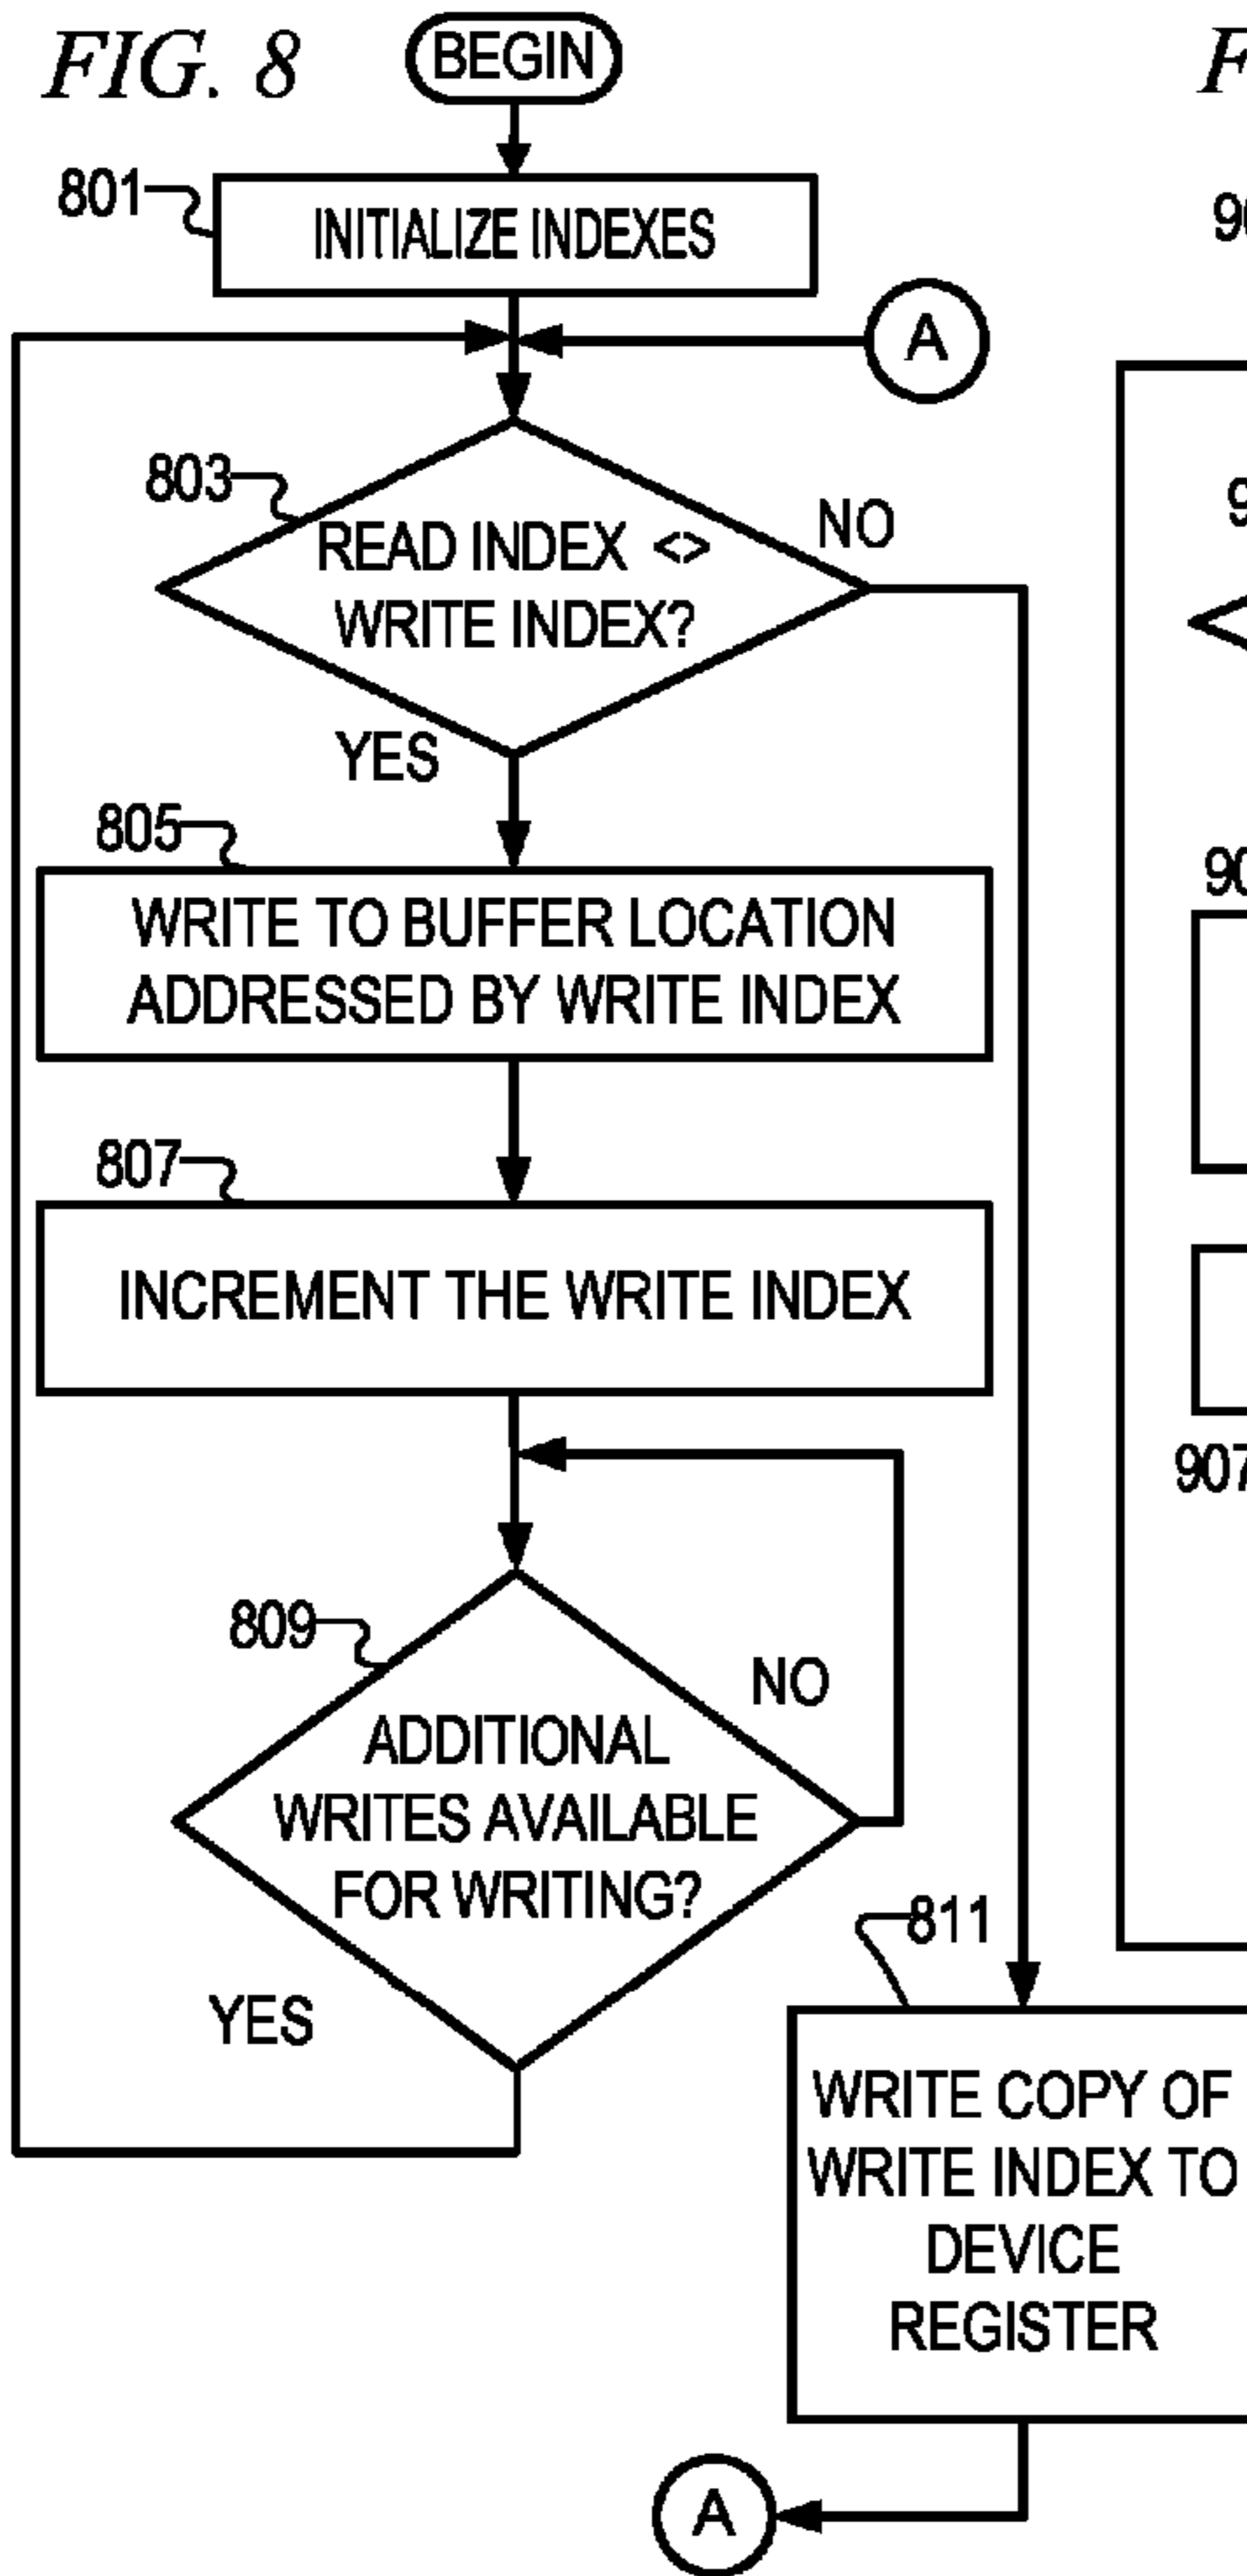 FIG. 8
BEGIN
801
INITIALIZE INDEXES
A
803
READ INDEX <>
WRITE INDEX?
NO
YES
805
WRITE TO BUFFER LOCATION
ADDRESSED BY WRITE INDEX
807
INCREMENT THE WRITE INDEX
809
ADDITIONAL
WRITES AVAILABLE
FOR WRITING?
NO
YES
811
WRITE COPY OF
WRITE INDEX TO
DEVICE
REGISTER
A
907